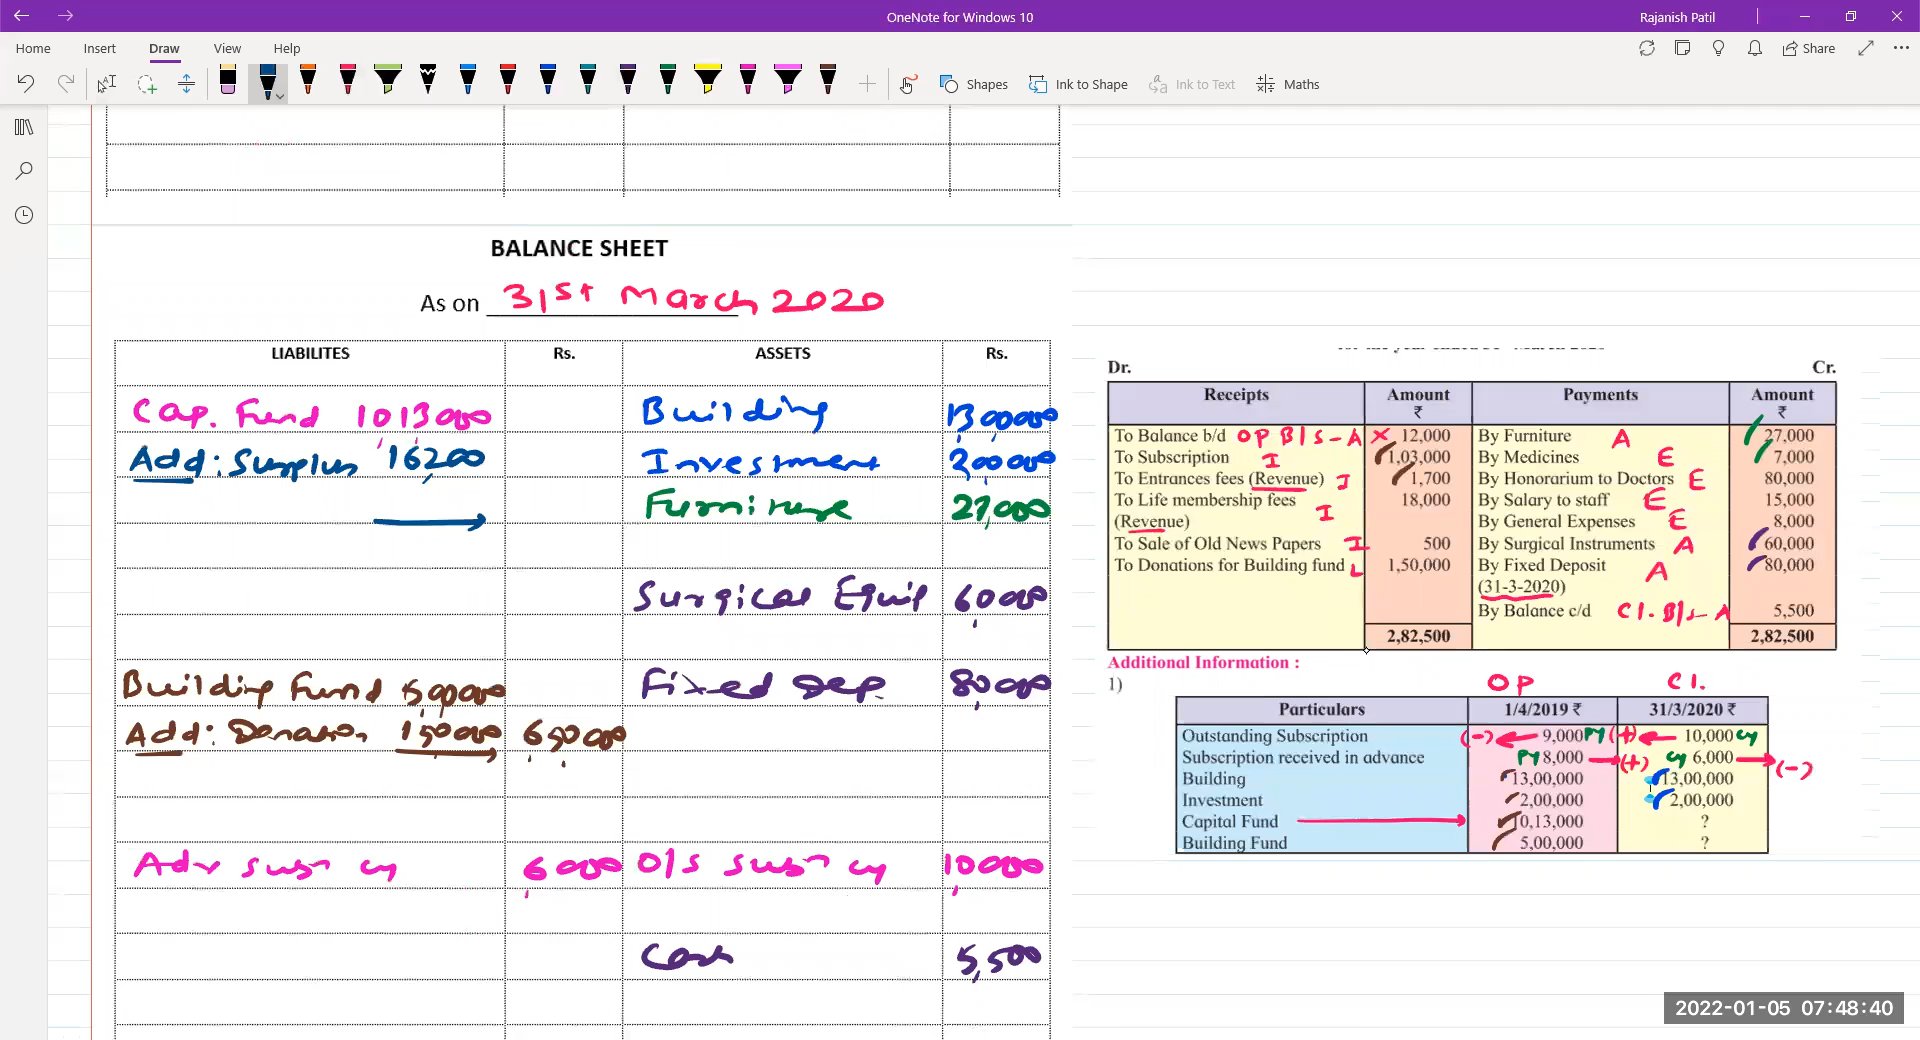 OneNote for Windows 10
Rajanish Patil
Home Insert Draw View Help
Share
Shapes Ink to Shape Ink to Text Maths
BALANCE SHEET
As on 31st March 2020
LIABILITES Rs. ASSETS Rs.
Cap. Fund 1013000 Building 1300000
Add: Surplus 16200 Investment 200000
Furniture 27,000
Surgical Equip 60000
Building Fund 500000 Fixed Dep. 80000
Add: Donation 150000 650000
Adv subn cy 6000 O/s subn cy 10000
Cash 5,500
Dr. Cr.
Receipts Amount ₹ Payments Amount ₹
To Balance b/d OP B/S - A × 12,000 By Furniture A 27,000
To Subscription I 1,03,000 By Medicines E 7,000
To Entrances fees (Revenue) I 1,700 By Honorarium to Doctors E 80,000
To Life membership fees 18,000 By Salary to staff E 15,000
(Revenue) I By General Expenses E 8,000
To Sale of Old News Papers I 500 By Surgical Instruments A 60,000
To Donations for Building fund L 1,50,000 By Fixed Deposit A 80,000
(31-3-2020)
By Balance c/d Cl. B/s - A 5,500
2,82,500 2,82,500
Additional Information :
1) OP Cl.
Particulars 1/4/2019 ₹ 31/3/2020 ₹
Outstanding Subscription (-) 9,000 PY (+) 10,000 cy
Subscription received in advance PY 8,000 (+) cy 6,000 (-)
Building 13,00,000 13,00,000
Investment 2,00,000 2,00,000
Capital Fund 10,13,000 ?
Building Fund 5,00,000 ?
2022-01-05 07:48:40